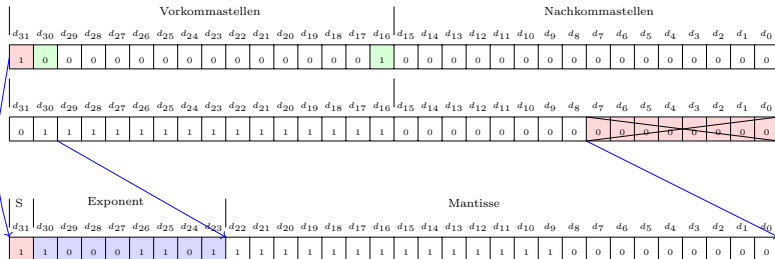 Vorkommastellen Nachkommastellen
d31 d30 d29 d28 d27 d26 d25 d24 d23 d22 d21 d20 d19 d18 d17 d16 d15 d14 d13 d12 d11 d10 d9 d8 d7 d6 d5 d4 d3 d2 d1 d0
1 0 0 0 0 0 0 0 0 0 0 0 0 0 0 1 0 0 0 0 0 0 0 0 0 0 0 0 0 0 0 0
d31 d30 d29 d28 d27 d26 d25 d24 d23 d22 d21 d20 d19 d18 d17 d16 d15 d14 d13 d12 d11 d10 d9 d8 d7 d6 d5 d4 d3 d2 d1 d0
0 1 1 1 1 1 1 1 1 1 1 1 1 1 1 1 0 0 0 0 0 0 0 0 0 0 0 0 0 0 0 0
S Exponent Mantisse
d31 d30 d29 d28 d27 d26 d25 d24 d23 d22 d21 d20 d19 d18 d17 d16 d15 d14 d13 d12 d11 d10 d9 d8 d7 d6 d5 d4 d3 d2 d1 d0
1 1 0 0 0 1 1 0 1 1 1 1 1 1 1 1 1 1 1 1 1 1 1 0 0 0 0 0 0 0 0 0